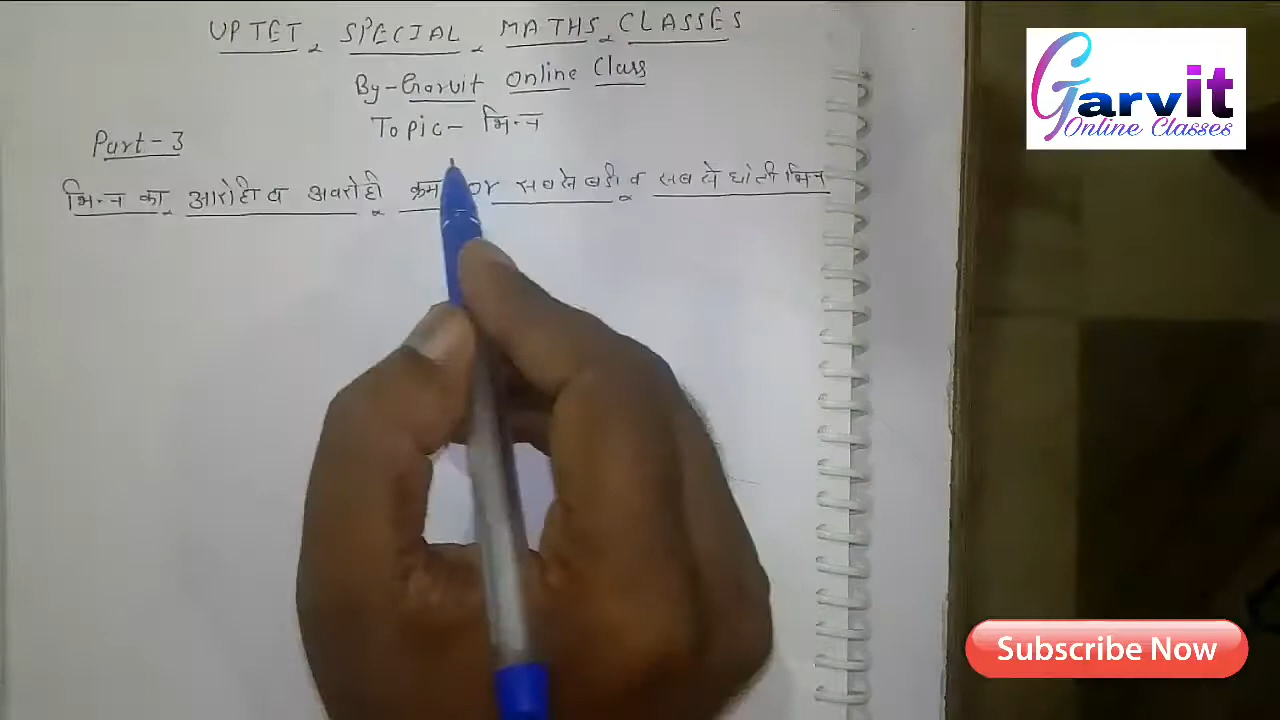 UPTET SPECIAL MATHS CLASSES
By-Garvit Online Class
Topic- भिन्न
Part-3
भिन्न का आरोही व अवरोही क्रम or सबसे बड़ी व सबसे छोटी भिन्न
Garvit
Online Classes
Subscribe Now